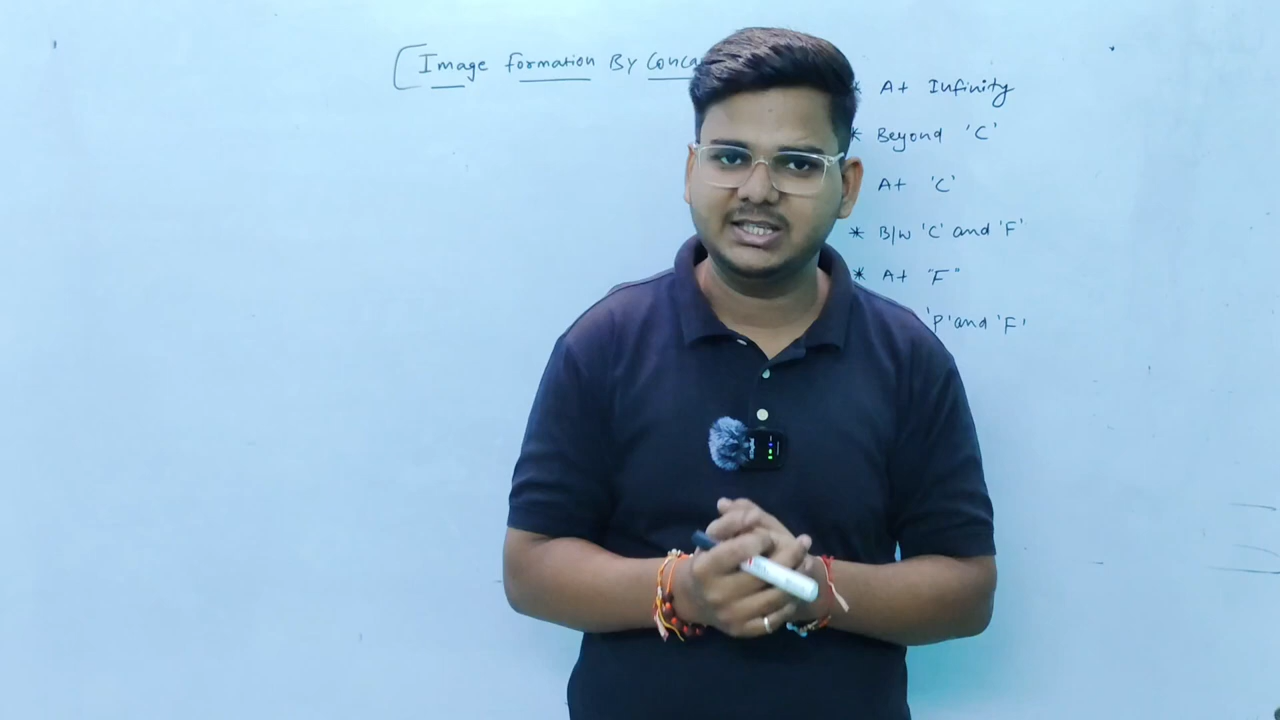 Image formation By Conca
* At Infinity
* Beyond 'C'
At 'C'
* B/w 'C' and 'F'
* At "F"
'P' and 'F'